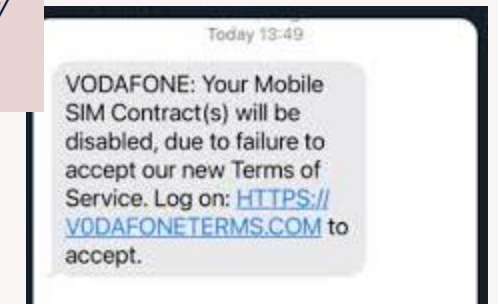 Today 13:49
VODAFONE: Your Mobile
SIM Contract(s) will be
disabled, due to failure to
accept our new Terms of
Service. Log on: HTTPS://
V0DAFONETERMS.COM to
accept.